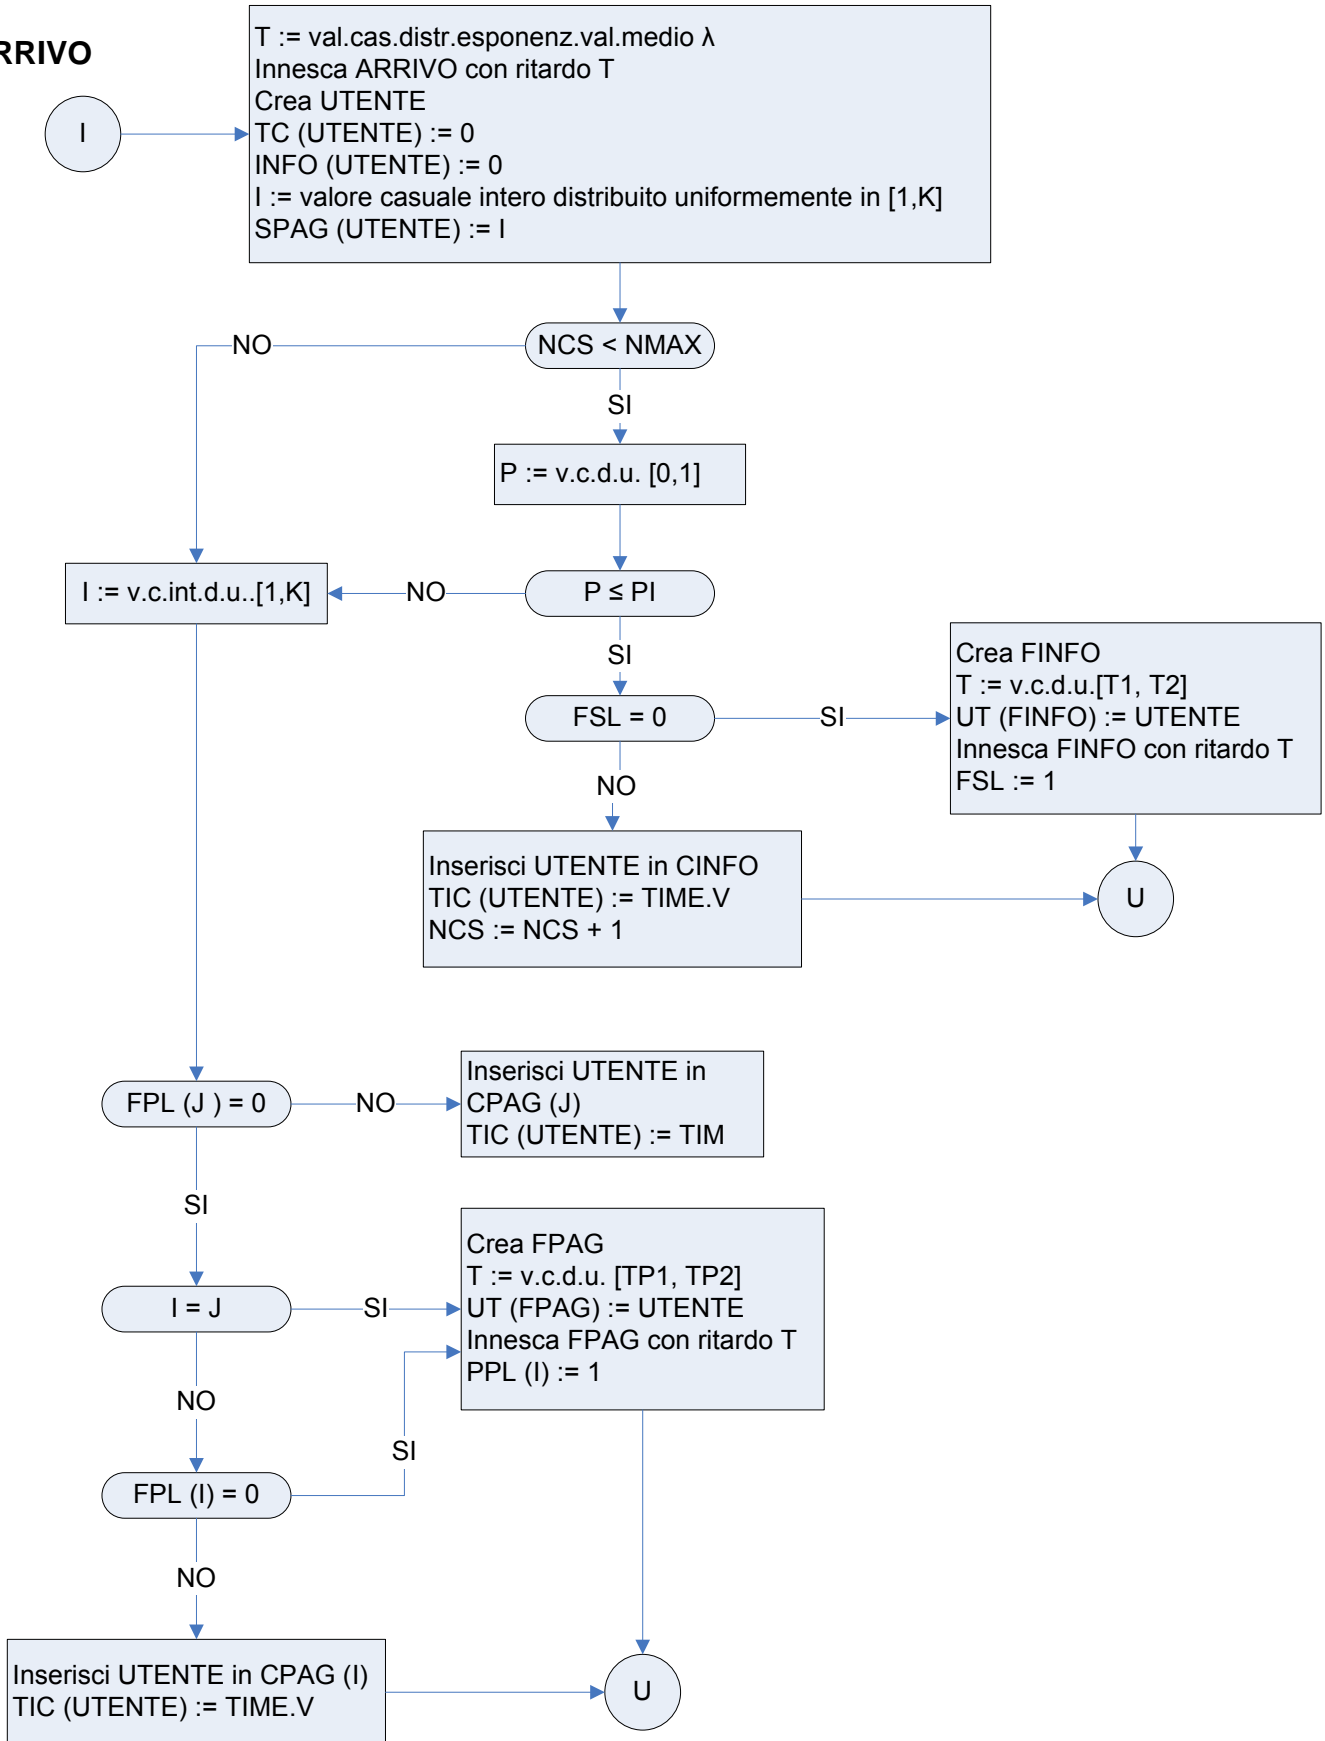 RRIVO
T := val.cas.distr.esponenz.val.medio λ
Innesca ARRIVO con ritardo T
Crea UTENTE
TC (UTENTE) := 0
INFO (UTENTE) := 0
I := valore casuale intero distribuito uniformemente in [1,K]
SPAG (UTENTE) := I
I
NCS < NMAX
NO
SI
P := v.c.d.u. [0,1]
I := v.c.int.d.u..[1,K]
NO
P ≤ PI
SI
FSL = 0
SI
Crea FINFO
T := v.c.d.u.[T1, T2]
UT (FINFO) := UTENTE
Innesca FINFO con ritardo T
FSL := 1
NO
Inserisci UTENTE in CINFO
TIC (UTENTE) := TIME.V
NCS := NCS + 1
U
FPL (J ) = 0
NO
Inserisci UTENTE in
CPAG (J)
TIC (UTENTE) := TIM
SI
I = J
SI
Crea FPAG
T := v.c.d.u. [TP1, TP2]
UT (FPAG) := UTENTE
Innesca FPAG con ritardo T
PPL (I) := 1
NO
SI
FPL (I) = 0
NO
Inserisci UTENTE in CPAG (I)
TIC (UTENTE) := TIME.V
U